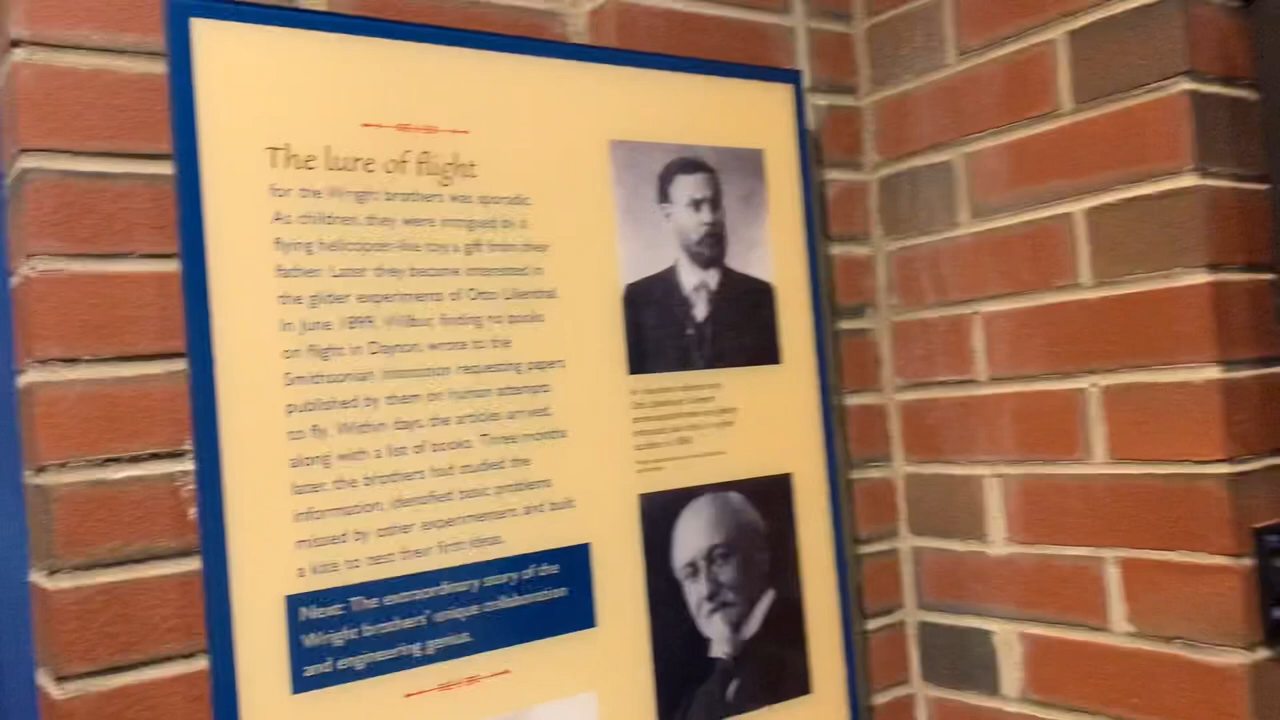 The lure of flight
for the Wright brothers was sporadic.
As children, they were intrigued by a
flying helicopter-like toy, a gift from their
father. Later they became interested in
the glider experiments of Otto Lilienthal.
In June 1899, Wilbur, finding no books
on flight in Dayton, wrote to the
Smithsonian Institution requesting papers
published by them on human attempts
to fly. Within days, the articles arrived,
along with a list of books. Three months
later, the brothers had studied the
information, identified basic problems
missed by other experimenters, and built
a kite to test their first ideas.
Next: The extraordinary story of the
Wright brothers' unique collaboration
and engineering genius.